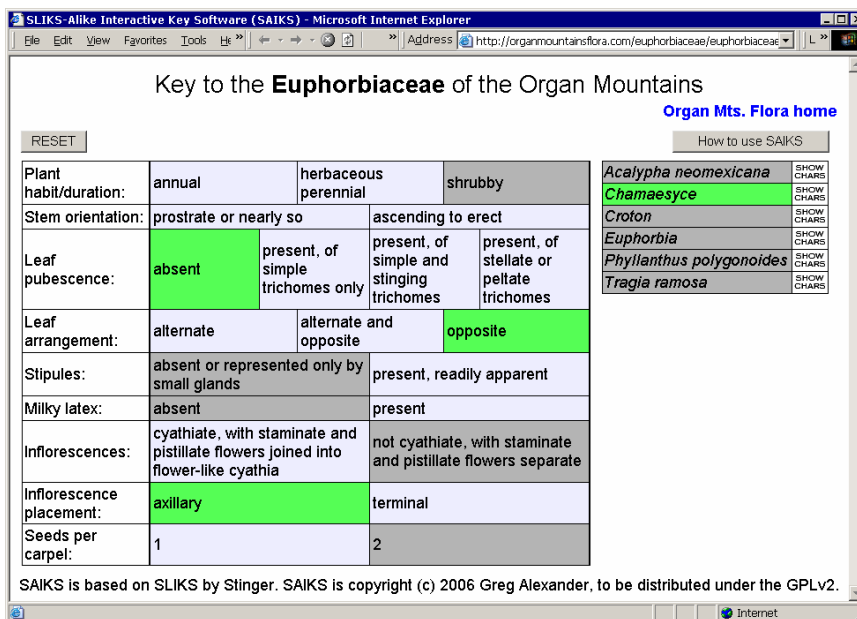 SLIKS-Alike Interactive Key Software (SAIKS) - Microsoft Internet Explorer
File Edit View Favorites Tools He » » Address http://organmountainsflora.com/euphorbiaceae/euphorbiaceae L »
Key to the Euphorbiaceae of the Organ Mountains
Organ Mts. Flora home
RESET
How to use SAIKS
Plant habit/duration: annual herbaceous perennial shrubby
Stem orientation: prostrate or nearly so ascending to erect
Leaf pubescence: absent present, of simple trichomes only present, of simple and stinging trichomes present, of stellate or peltate trichomes
Leaf arrangement: alternate alternate and opposite opposite
Stipules: absent or represented only by small glands present, readily apparent
Milky latex: absent present
Inflorescences: cyathiate, with staminate and pistillate flowers joined into flower-like cyathia not cyathiate, with staminate and pistillate flowers separate
Inflorescence placement: axillary terminal
Seeds per carpel: 1 2
Acalypha neomexicana SHOW CHARS
Chamaesyce SHOW CHARS
Croton SHOW CHARS
Euphorbia SHOW CHARS
Phyllanthus polygonoides SHOW CHARS
Tragia ramosa SHOW CHARS
SAIKS is based on SLIKS by Stinger. SAIKS is copyright (c) 2006 Greg Alexander, to be distributed under the GPLv2.
Internet